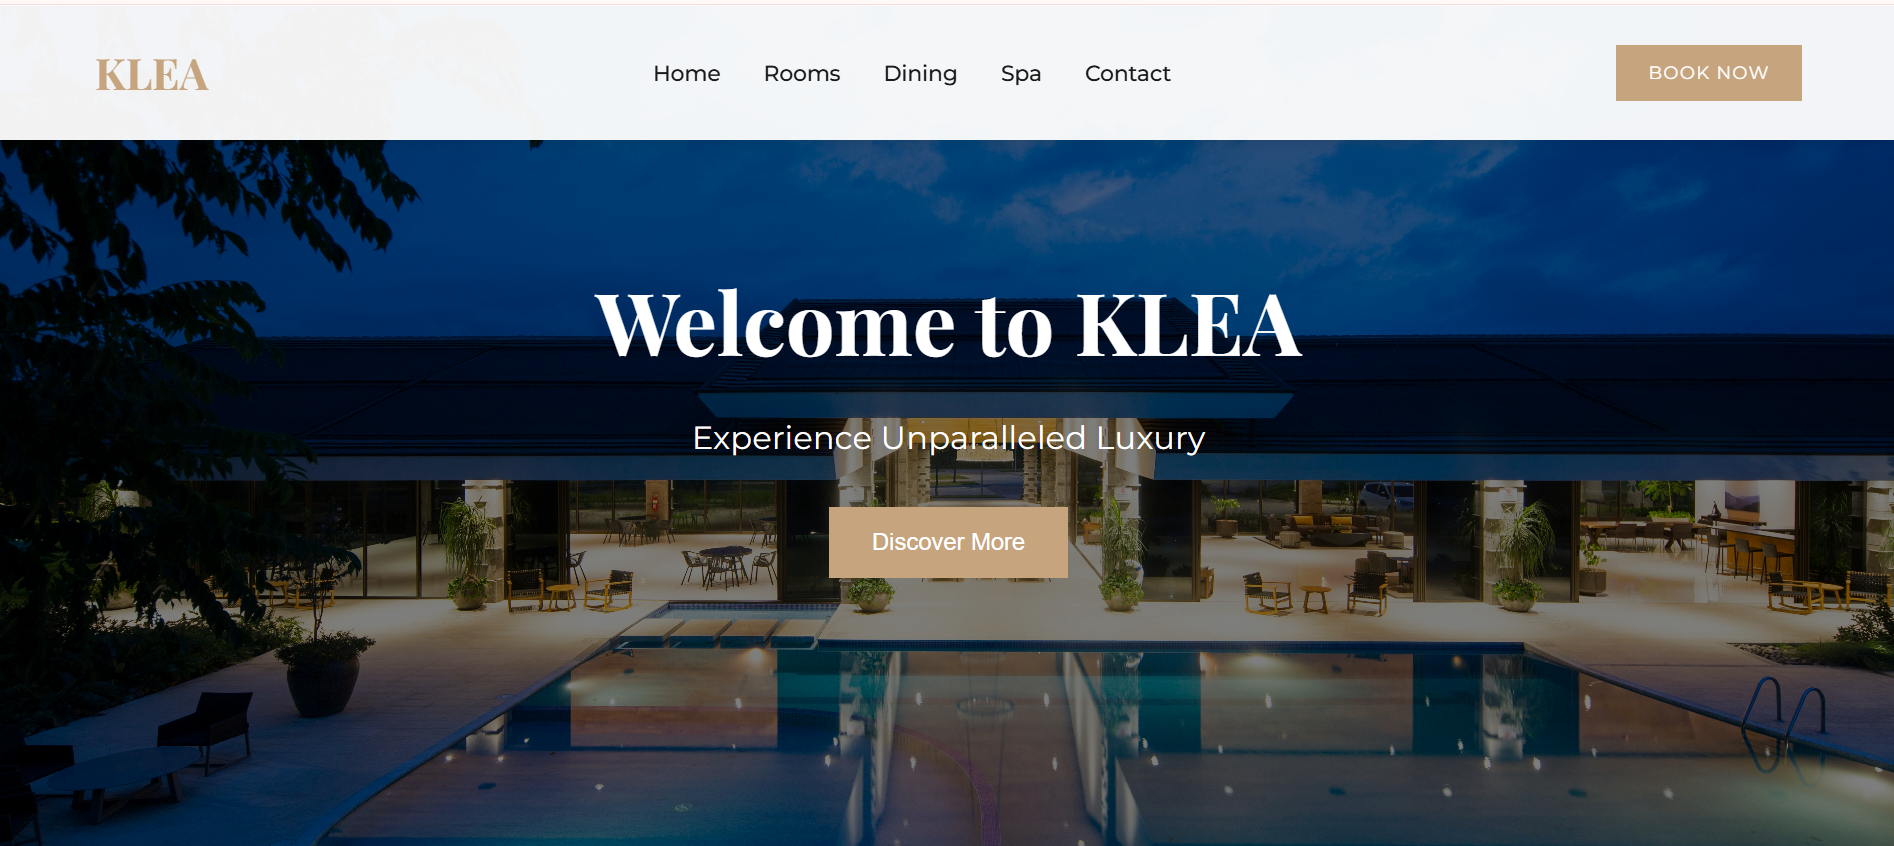 KLEA
Home Rooms Dining Spa Contact
BOOK NOW
Welcome to KLEA
Experience Unparalleled Luxury
Discover More